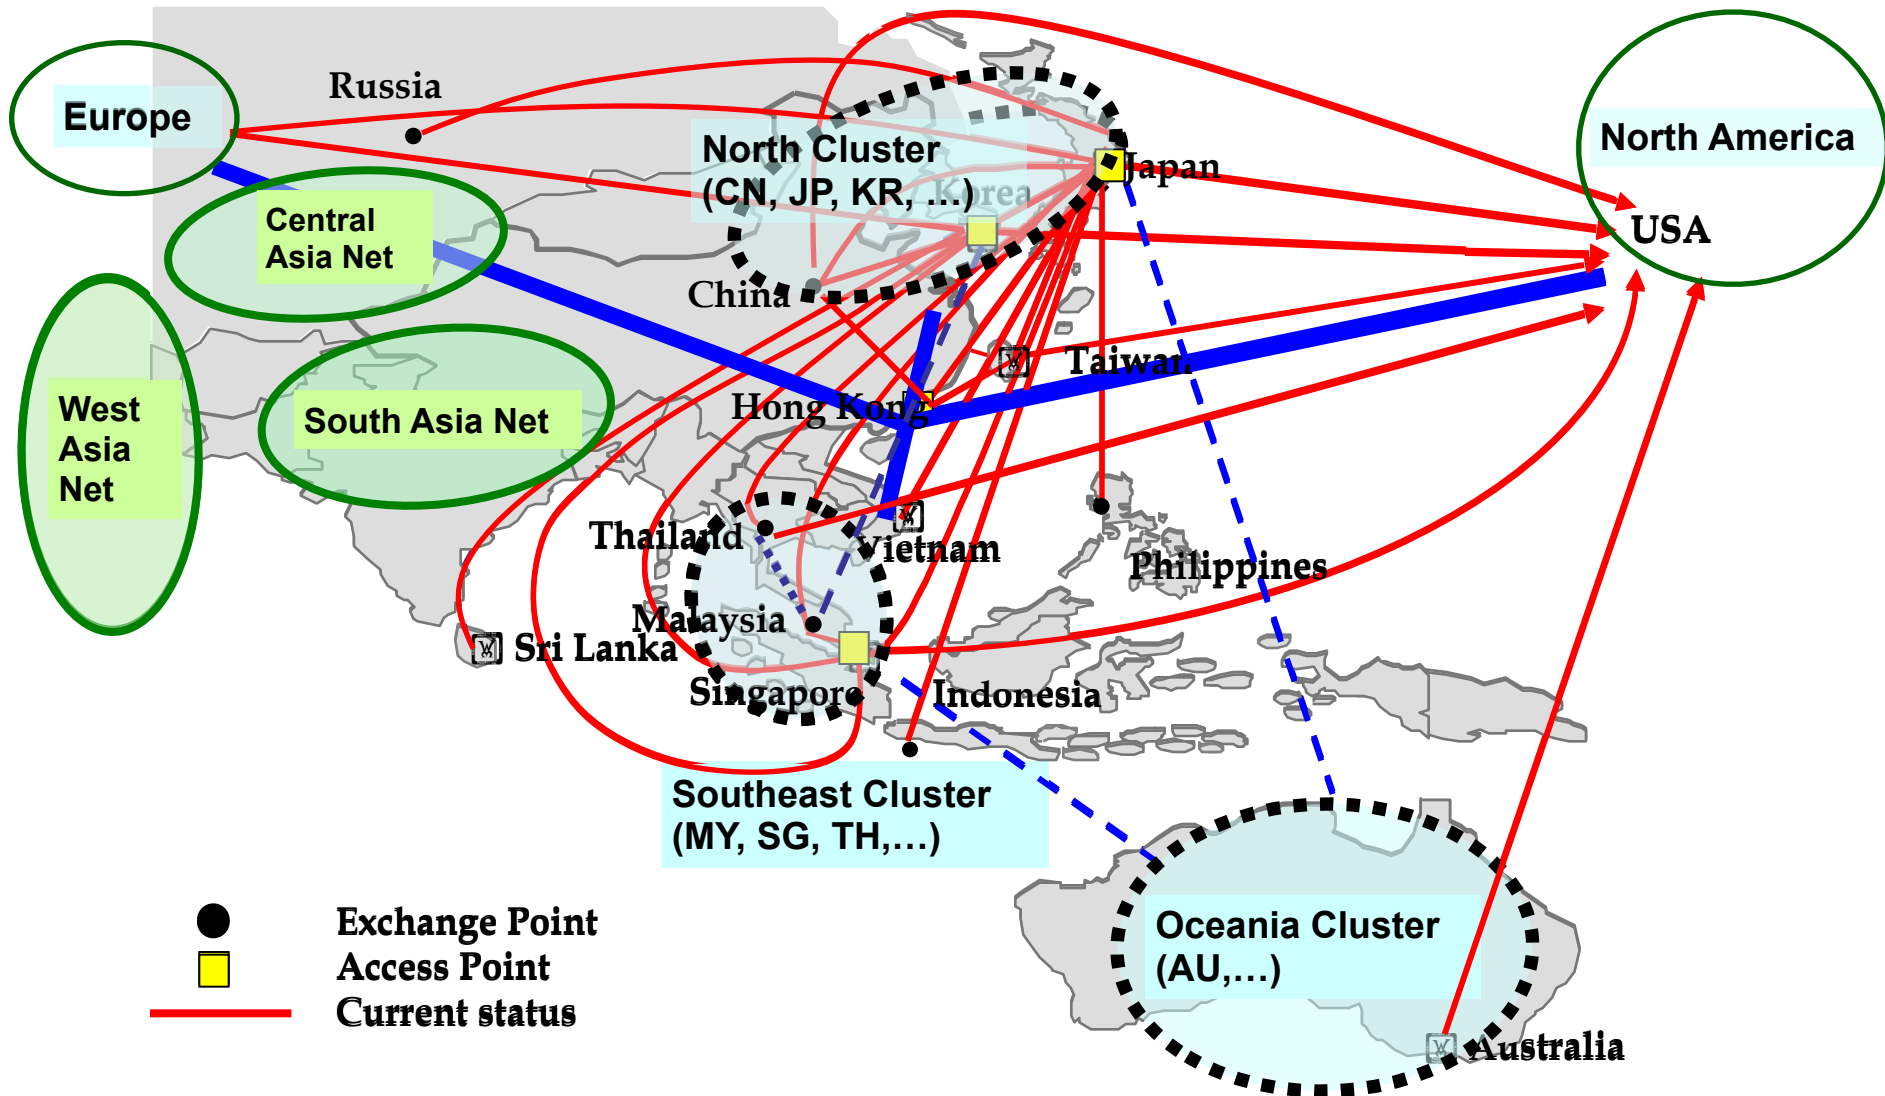 Russia
Europe
North America
North Cluster
(CN, JP, KR, ...)
Korea
Japan
USA
Central
Asia Net
China
Taiwan
West
Asia
Net
South Asia Net
Hong Kong
Thailand
Vietnam
Philippines
Malaysia
Sri Lanka
Singapore
Indonesia
Southeast Cluster
(MY, SG, TH,…)
Oceania Cluster
(AU,…)
Exchange Point
Access Point
Current status
Australia